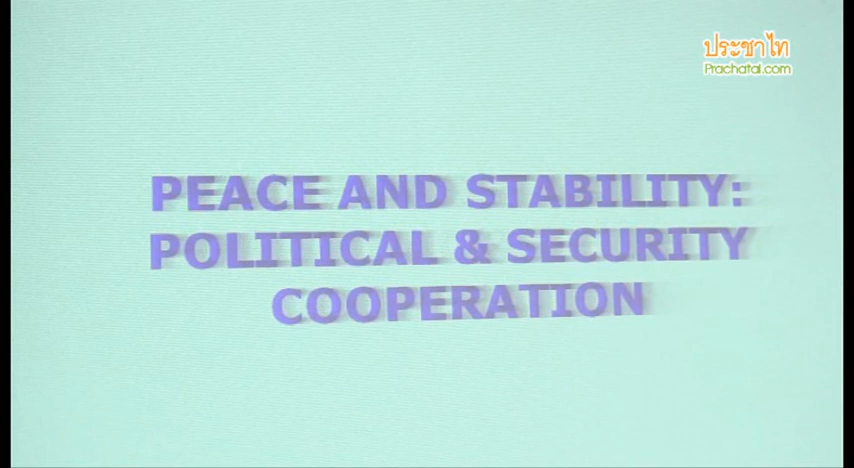 ประชาไท
Prachatai.com
PEACE AND STABILITY:
POLITICAL & SECURITY
COOPERATION